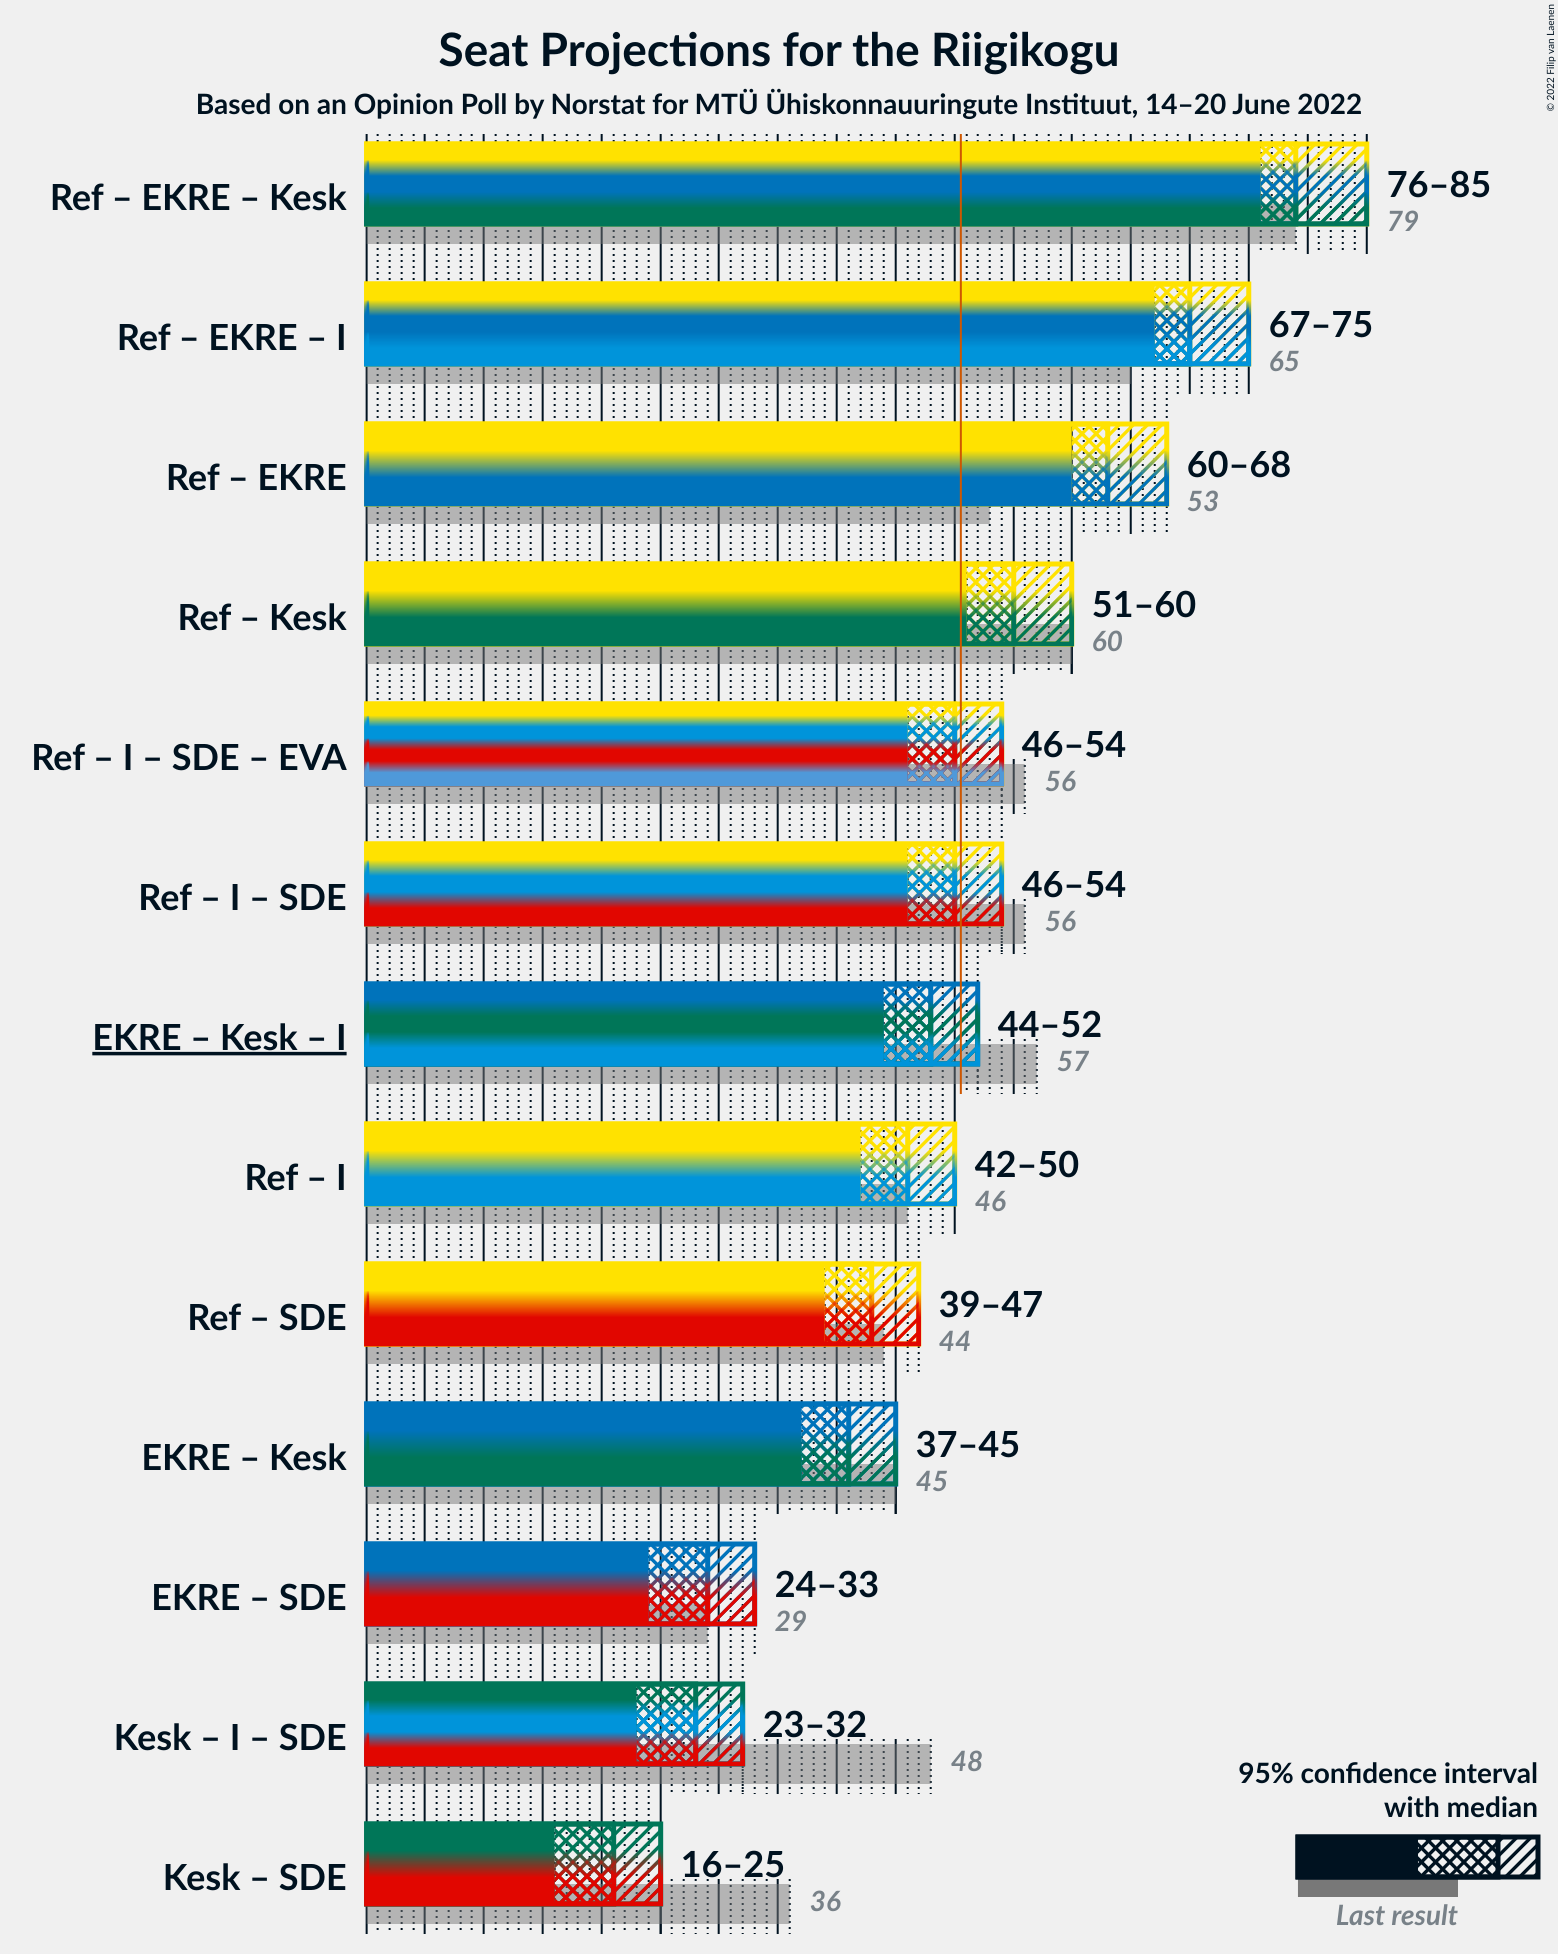 Seat Projections for the Riigikogu
Based on an Opinion Poll by Norstat for MTÜ Ühiskonnauuringute Instituut, 14–20 June 2022
© 2022 Filip van Laenen
Ref – EKRE – Kesk
76–85
79
Ref – EKRE – I
67–75
65
Ref – EKRE
60–68
53
Ref – Kesk
51–60
60
Ref – I – SDE – EVA
46–54
56
Ref – I – SDE
46–54
56
EKRE – Kesk – I
44–52
57
Ref – I
42–50
46
Ref – SDE
39–47
44
EKRE – Kesk
37–45
45
EKRE – SDE
24–33
29
Kesk – I – SDE
23–32
48
Kesk – SDE
16–25
36
95% confidence interval
with median
Last result